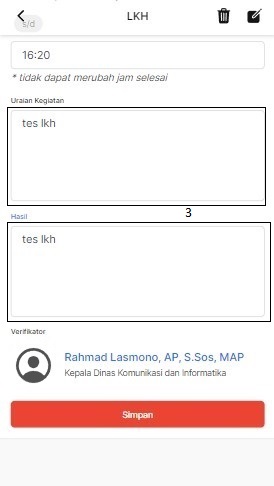 LKH
s/d
16:20
* tidak dapat merubah jam selesai
Uraian Kegiatan
tes lkh
3
Hasil
tes lkh
Verifikator
Rahmad Lasmono, AP, S.Sos, MAP
Kepala Dinas Komunikasi dan Informatika
Simpan